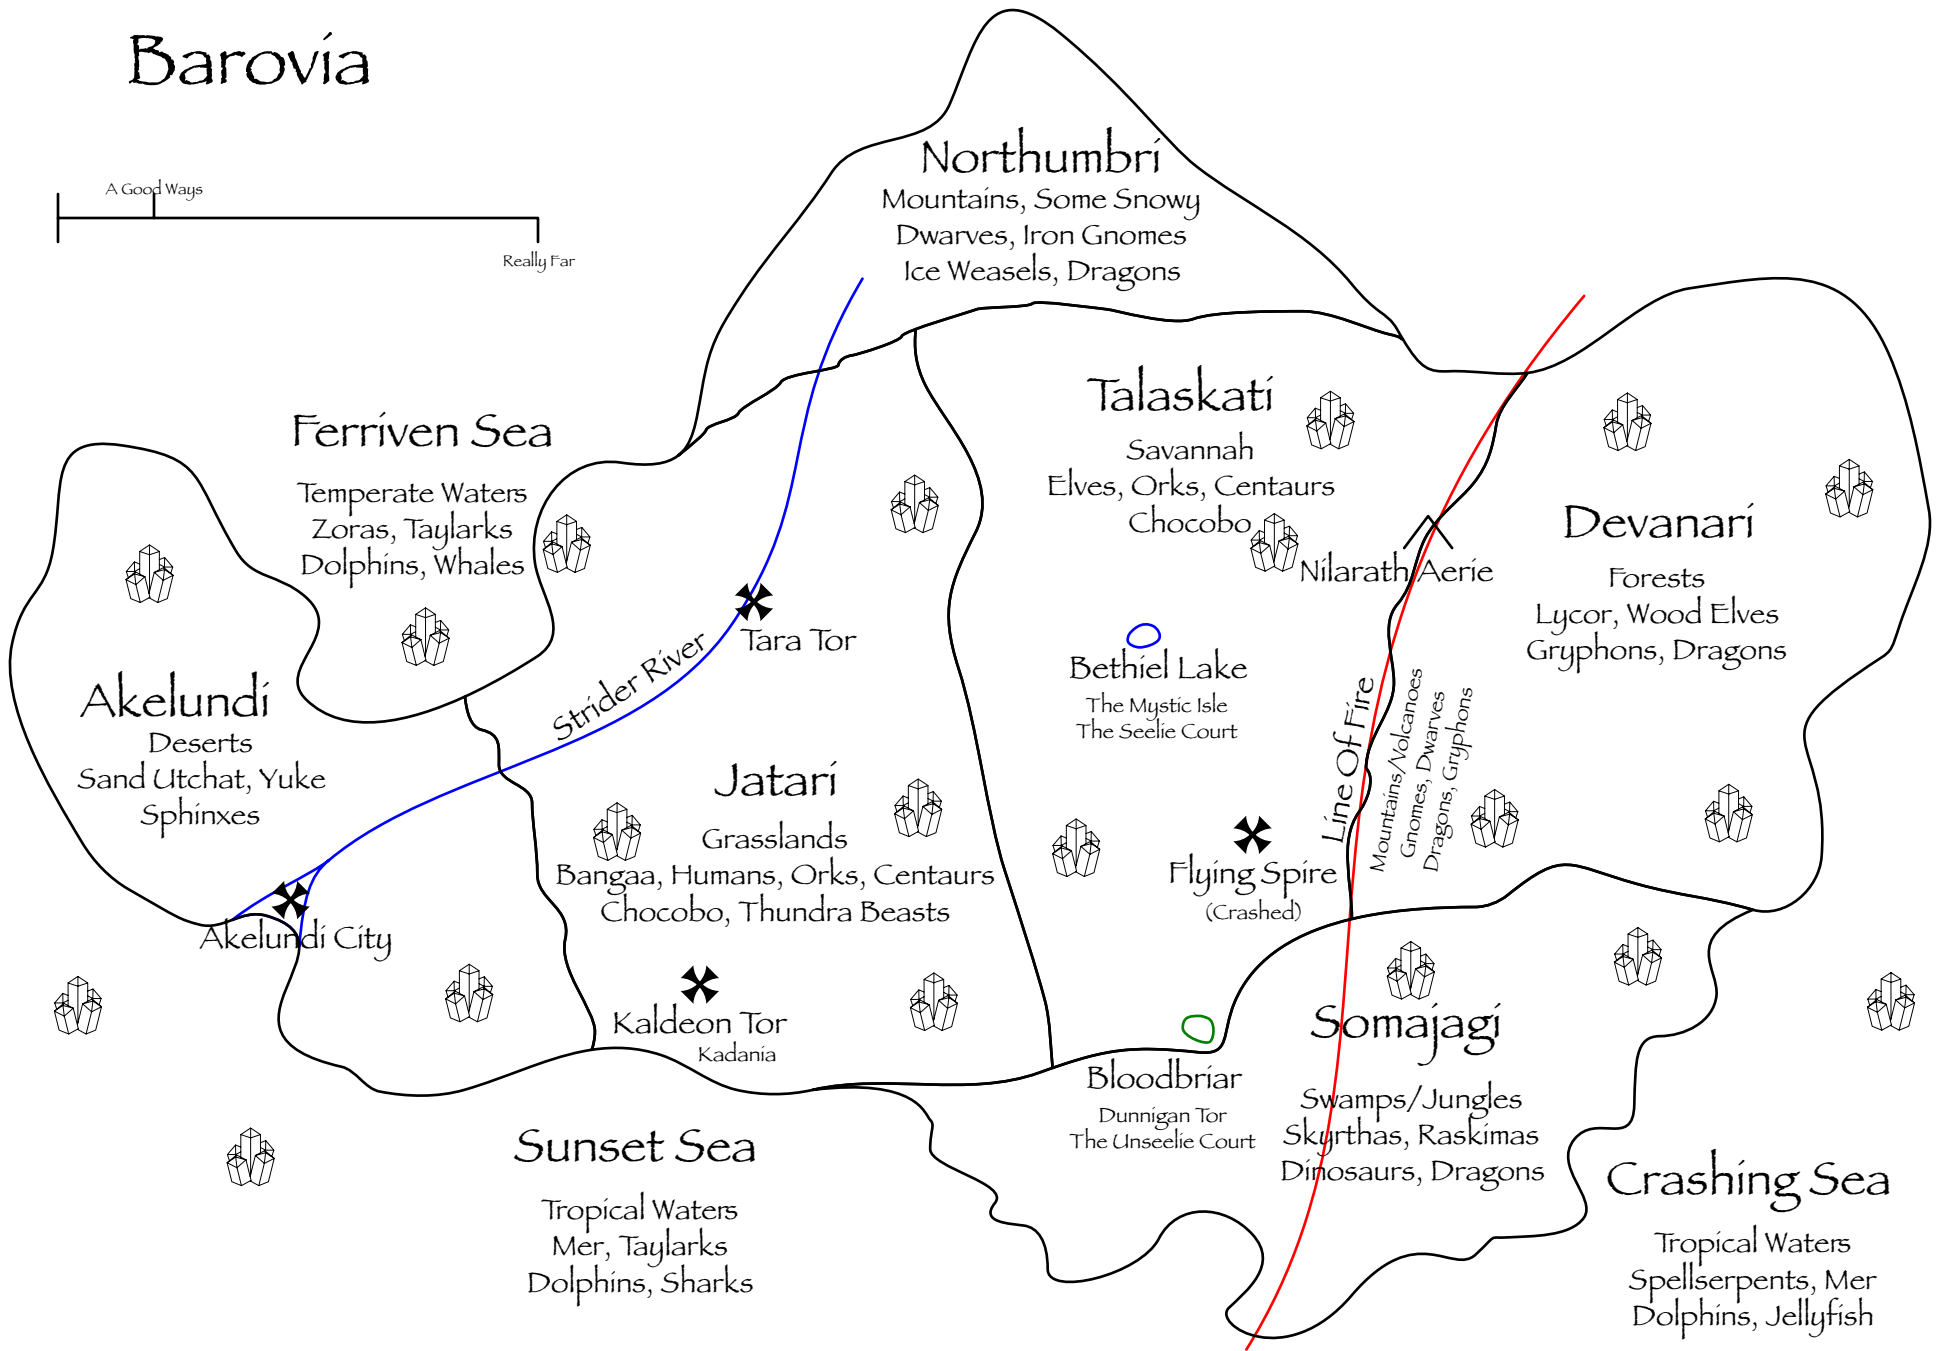 Barovia
A Good Ways
Really Far
Northumbri
Mountains, Some Snowy
Dwarves, Iron Gnomes
Ice Weasels, Dragons
Ferriven Sea
Temperate Waters
Zoras, Taylarks
Dolphins, Whales
Talaskati
Savannah
Elves, Orks, Centaurs
Chocobo
Nilarath Aerie
Devanari
Forests
Lycor, Wood Elves
Gryphons, Dragons
Akelundi
Deserts
Sand Utchat, Yuke
Sphinxes
Strider River
Tara Tor
Bethiel Lake
The Mystic Isle
The Seelie Court
Line Of Fire
Mountains/Volcanoes
Gnomes, Dwarves
Dragons, Gryphons
Jatari
Grasslands
Bangaa, Humans, Orks, Centaurs
Chocobo, Thundra Beasts
Flying Spire
(Crashed)
Akelundi City
Kaldeon Tor
Kadania
Bloodbriar
Dunnigan Tor
The Unseelie Court
Somajagi
Swamps/Jungles
Skyrthas, Raskimas
Dinosaurs, Dragons
Sunset Sea
Tropical Waters
Mer, Taylarks
Dolphins, Sharks
Crashing Sea
Tropical Waters
Spellserpents, Mer
Dolphins, Jellyfish